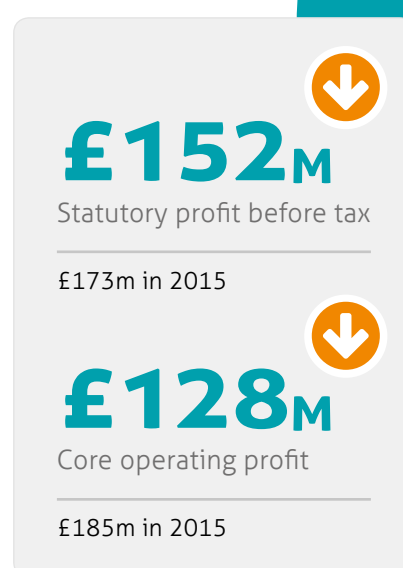 £152M
Statutory profit before tax
£173m in 2015
£128M
Core operating profit
£185m in 2015